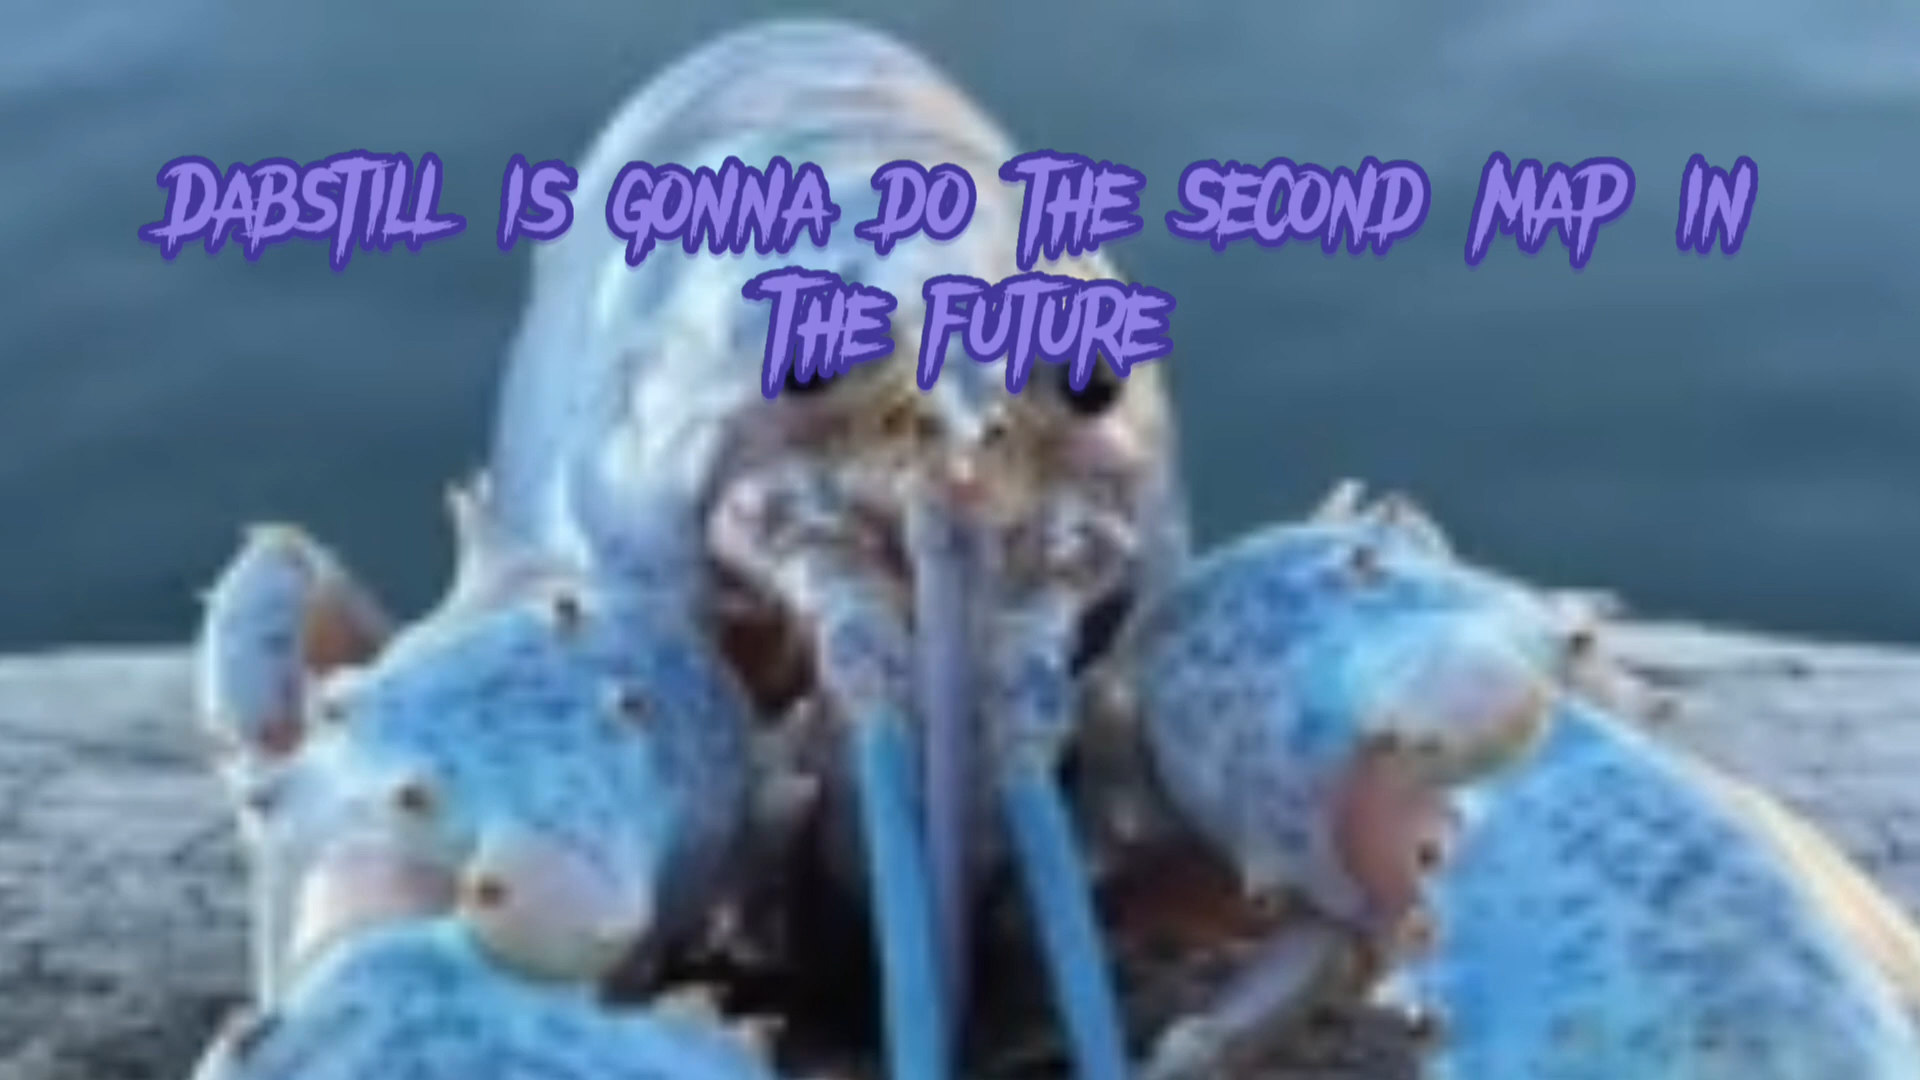 DABSTILL IS GONNA DO THE SECOND MAP IN
THE FUTURE